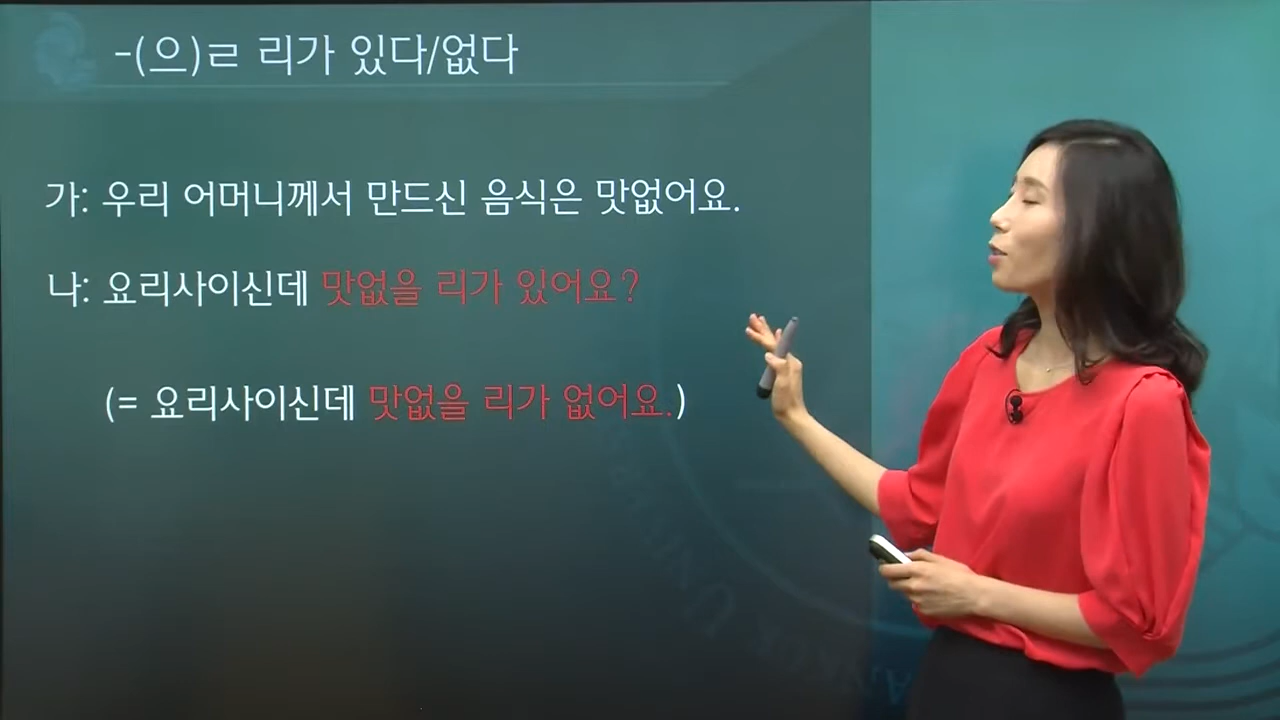 -(으)ㄹ 리가 있다/없다
가: 우리 어머니께서 만드신 음식은 맛없어요.
나: 요리사이신데 맛없을 리가 있어요?
(= 요리사이신데 맛없을 리가 없어요.)